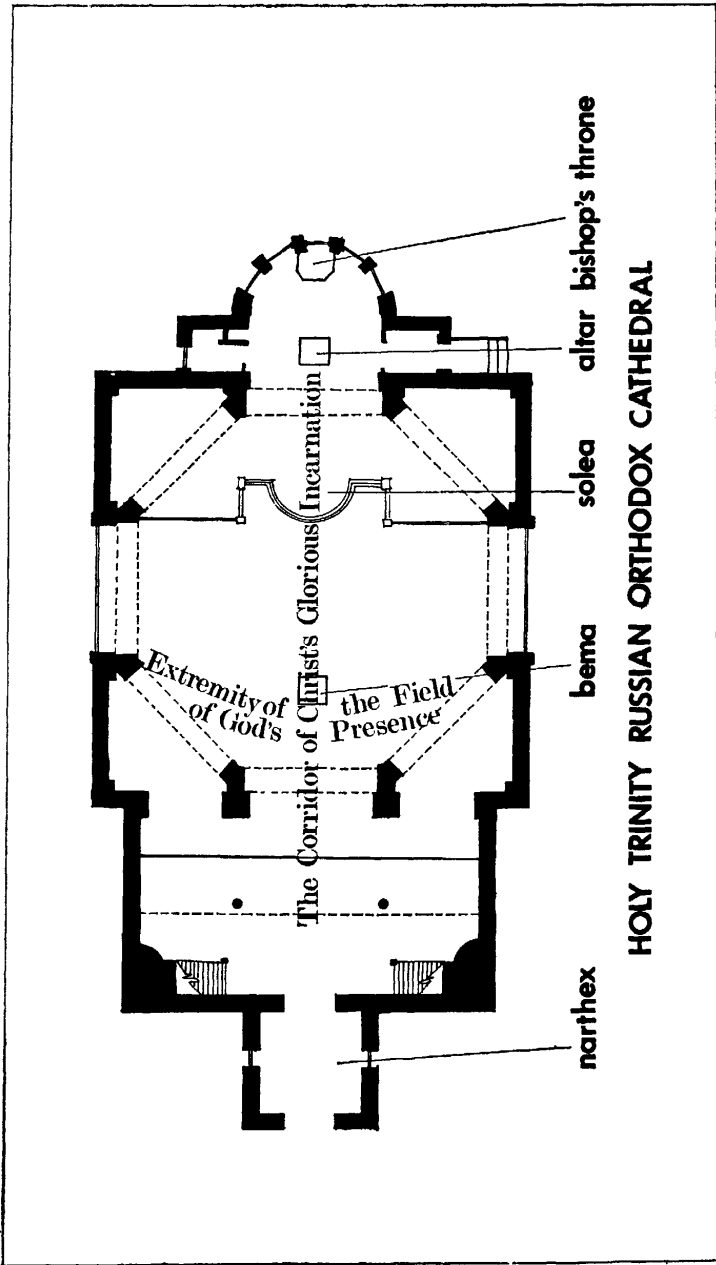 Extremity of the Field
of God's Presence
The Corridor of Christ's Glorious Incarnation
narthex
bema
solea
altar
bishop's throne
HOLY TRINITY RUSSIAN ORTHODOX CATHEDRAL